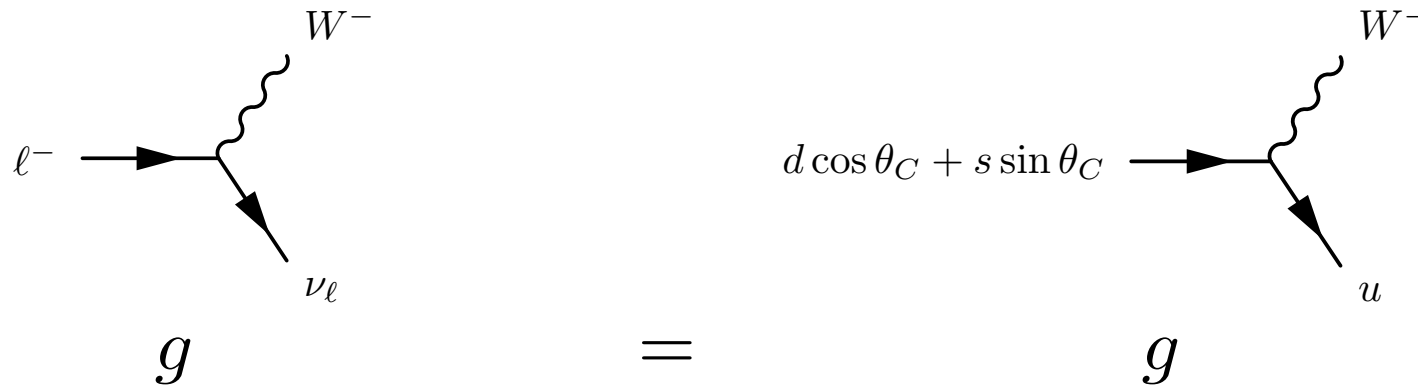 W⁻ W⁻
ℓ⁻ d cos θ_C + s sin θ_C
ν_ℓ u
g = g